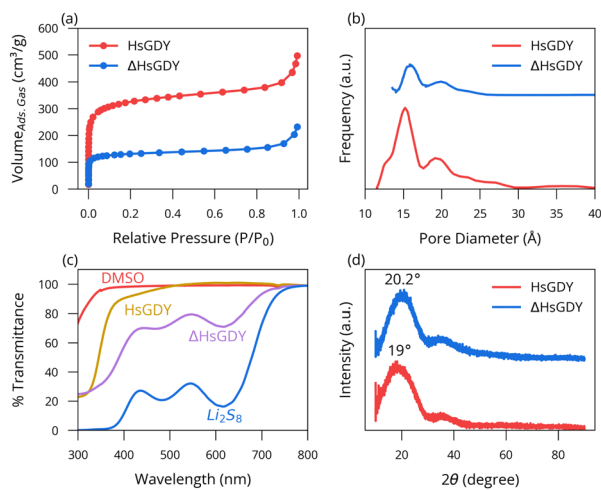 (a)
HsGDY
ΔHsGDY
Volume_Ads. Gas (cm³/g)
600
500
400
300
200
100
0
0.0 0.2 0.4 0.6 0.8 1.0
Relative Pressure (P/P₀)
(b)
HsGDY
ΔHsGDY
Frequency (a.u.)
10 15 20 25 30 35 40
Pore Diameter (Å)
(c)
DMSO
HsGDY
ΔHsGDY
Li₂S₈
% Transmittance
100
80
60
40
20
0
300 400 500 600 700 800
Wavelength (nm)
(d)
20.2°
19°
HsGDY
ΔHsGDY
Intensity (a.u.)
20 40 60 80
2θ (degree)